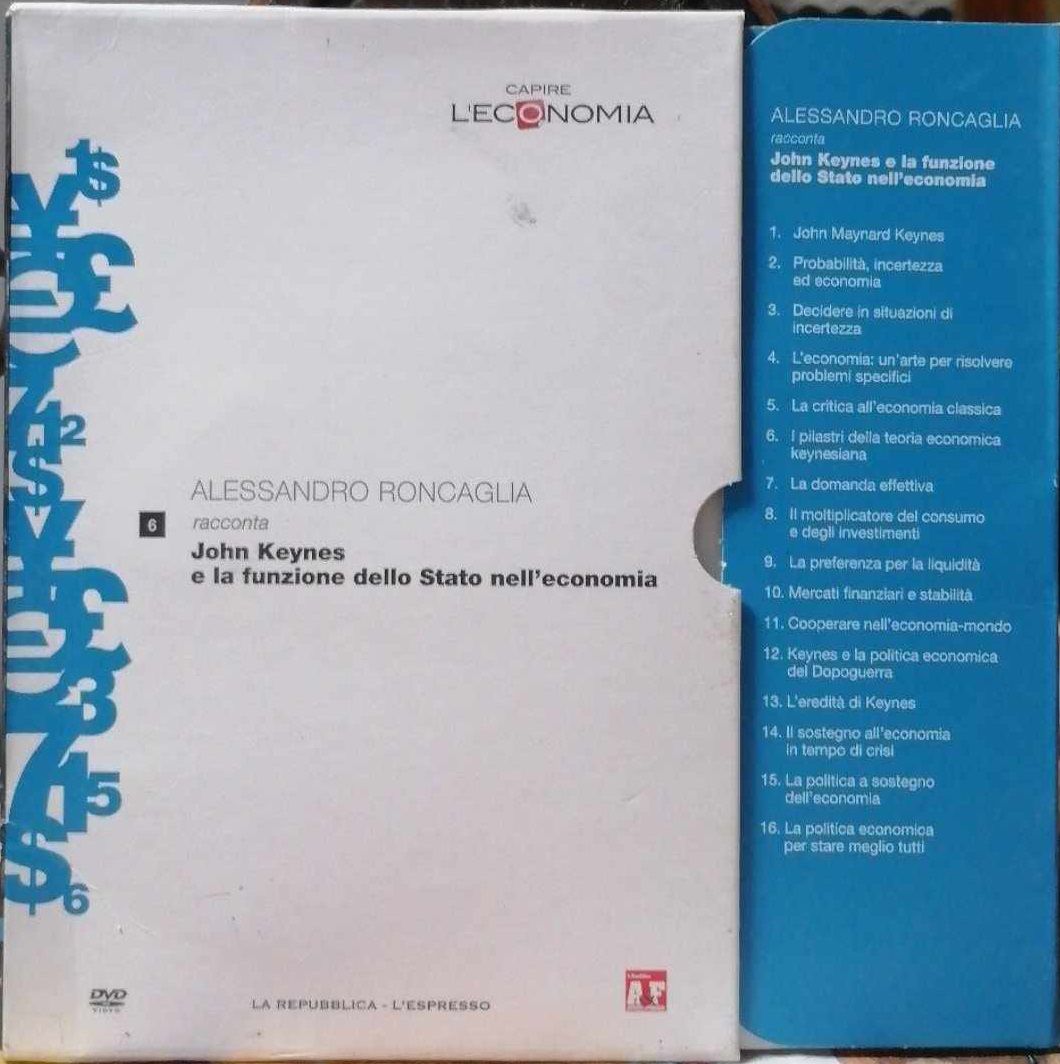 CAPIRE
L'ECONOMIA
ALESSANDRO RONCAGLIA
6
racconta
John Keynes
e la funzione dello Stato nell'economia
DVD
VIDEO
LA REPUBBLICA - L'ESPRESSO
A&F
ALESSANDRO RONCAGLIA
racconta
John Keynes e la funzione
dello Stato nell'economia
1. John Maynard Keynes
2. Probabilità, incertezza
ed economia
3. Decidere in situazioni di
incertezza
4. L'economia: un'arte per risolvere
problemi specifici
5. La critica all'economia classica
6. I pilastri della teoria economica
keynesiana
7. La domanda effettiva
8. Il moltiplicatore del consumo
e degli investimenti
9. La preferenza per la liquidità
10. Mercati finanziari e stabilità
11. Cooperare nell'economia-mondo
12. Keynes e la politica economica
del Dopoguerra
13. L'eredità di Keynes
14. Il sostegno all'economia
in tempo di crisi
15. La politica a sostegno
dell'economia
16. La politica economica
per stare meglio tutti